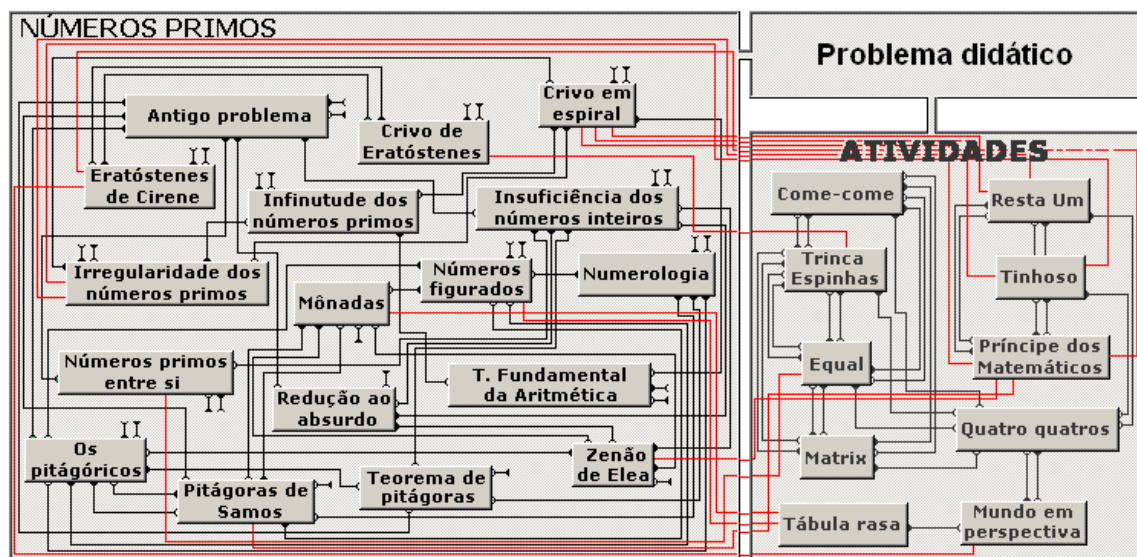 NÚMEROS PRIMOS
Problema didático
Antigo problema
Crivo de
Eratóstenes
Crivo em
espiral
Eratóstenes
de Cirene
Infinutude dos
números primos
Insuficiência dos
números inteiros
Irregularidade dos
números primos
Mônadas
Números
figurados
Numerologia
Números primos
entre si
Redução ao
absurdo
T. Fundamental
da Aritmética
Os
pitágóricos
Pitágoras de
Samos
Teorema de
pitágoras
Zenão
de Elea
ATIVIDADES
Come-come
Resta Um
Trinca
Espinhas
Tinhoso
Equal
Príncipe dos
Matemáticos
Matrix
Quatro quatros
Tábula rasa
Mundo em
perspectiva